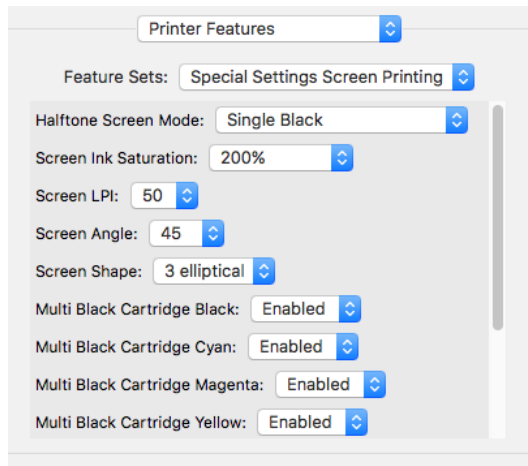 Printer Features
Feature Sets: Special Settings Screen Printing
Halftone Screen Mode: Single Black
Screen Ink Saturation: 200%
Screen LPI: 50
Screen Angle: 45
Screen Shape: 3 elliptical
Multi Black Cartridge Black: Enabled
Multi Black Cartridge Cyan: Enabled
Multi Black Cartridge Magenta: Enabled
Multi Black Cartridge Yellow: Enabled